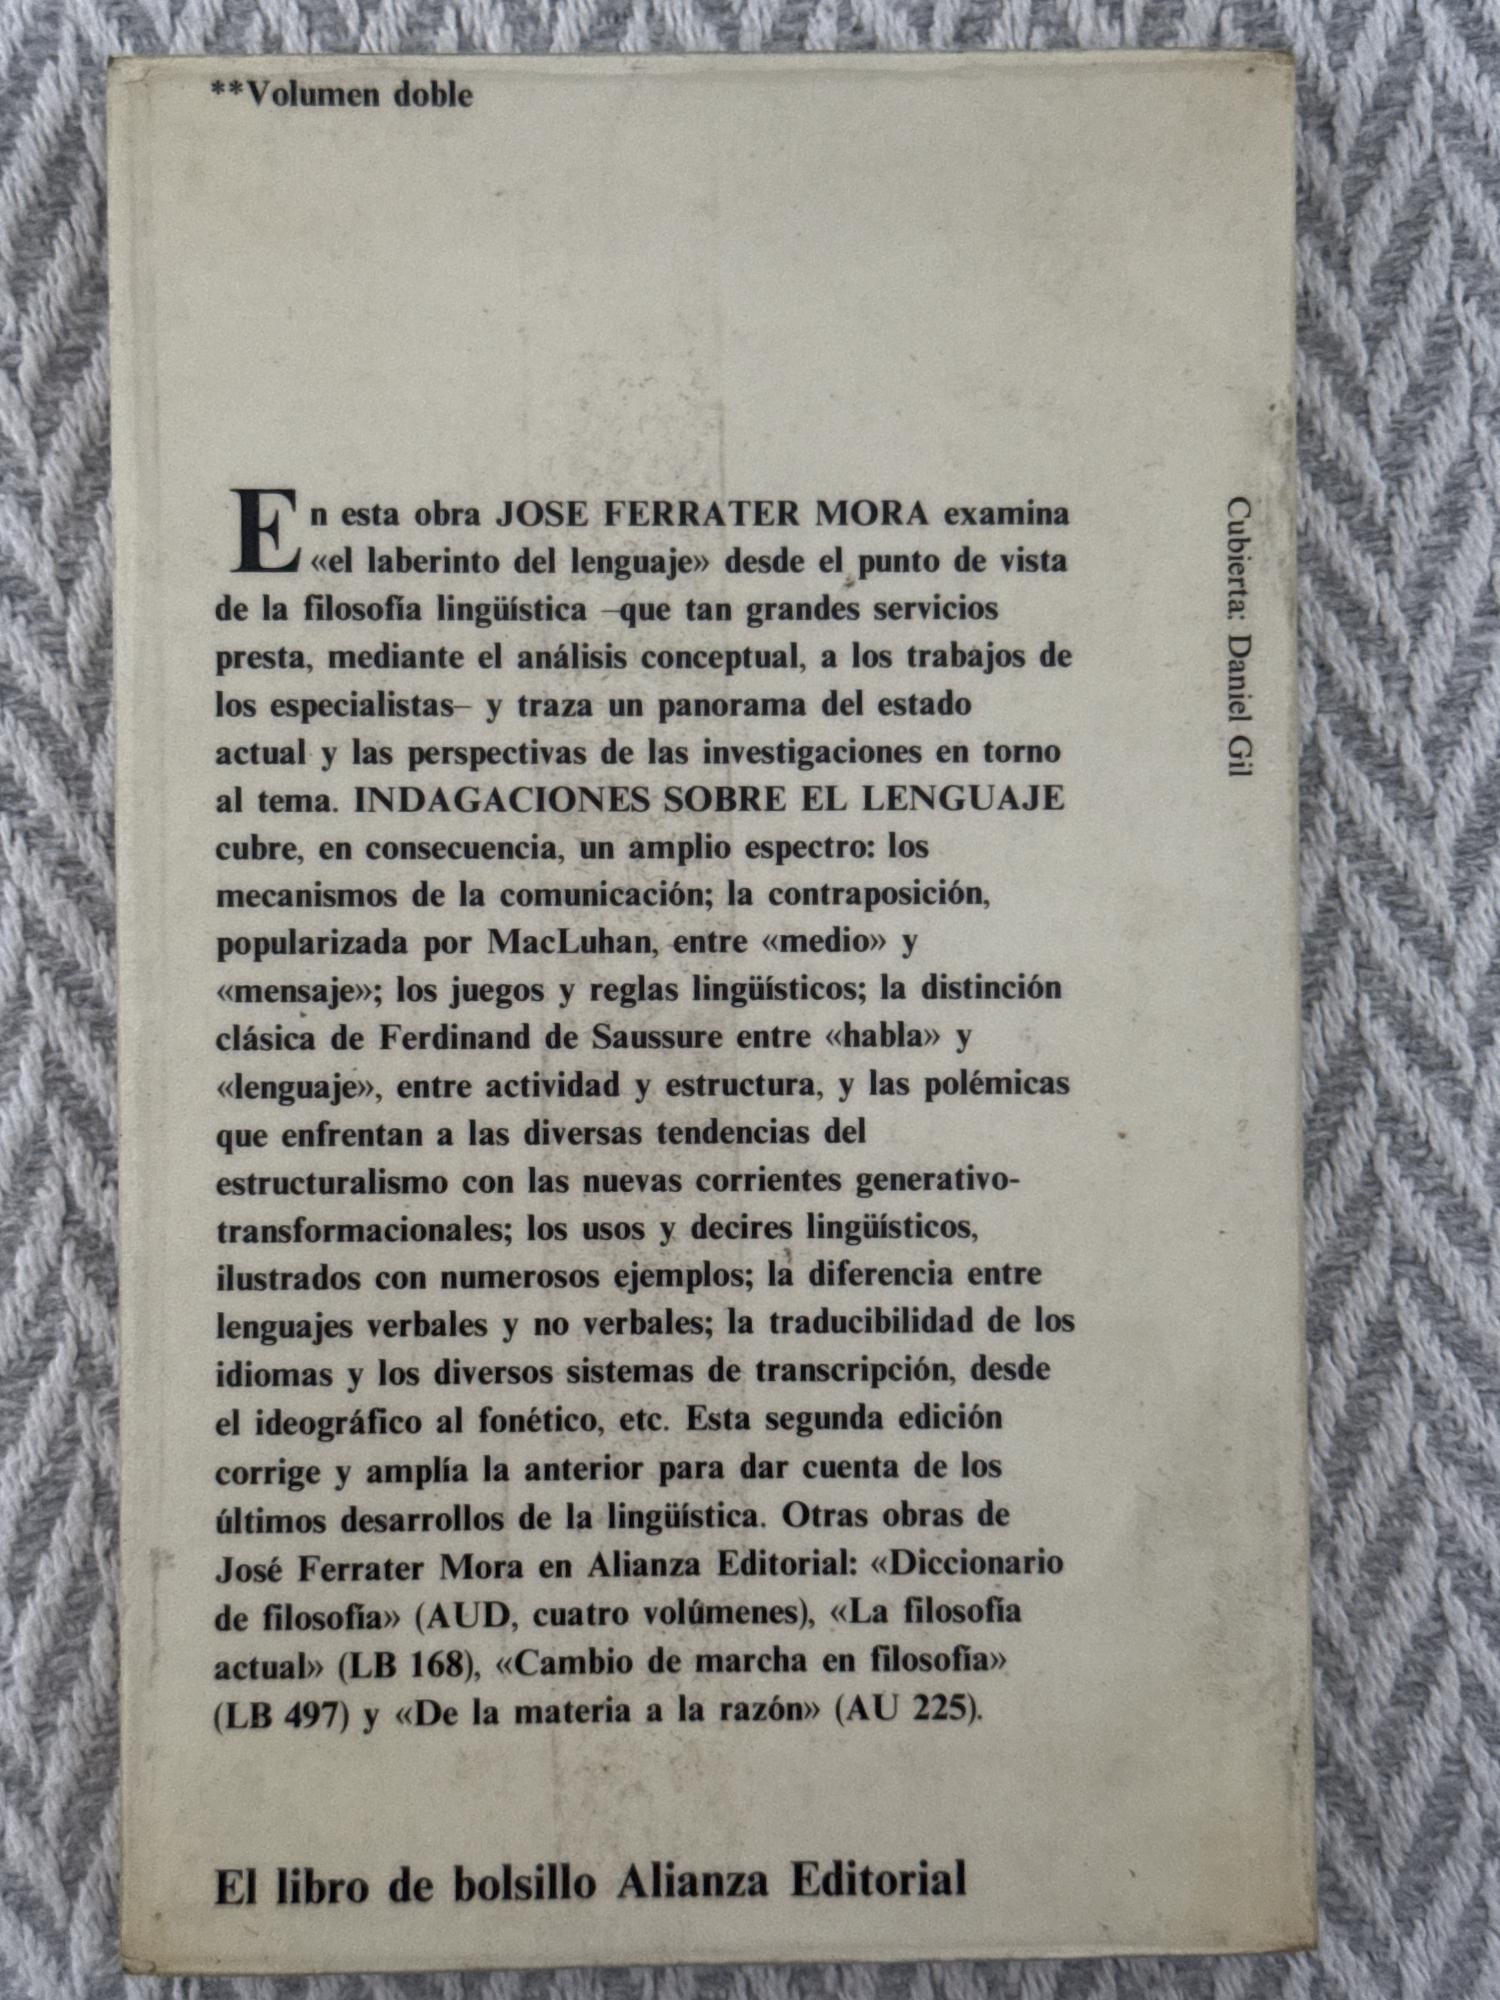 **Volumen doble
En esta obra JOSE FERRATER MORA examina
«el laberinto del lenguaje» desde el punto de vista
de la filosofía lingüística –que tan grandes servicios
presta, mediante el análisis conceptual, a los trabajos de
los especialistas– y traza un panorama del estado
actual y las perspectivas de las investigaciones en torno
al tema. INDAGACIONES SOBRE EL LENGUAJE
cubre, en consecuencia, un amplio espectro: los
mecanismos de la comunicación; la contraposición,
popularizada por MacLuhan, entre «medio» y
«mensaje»; los juegos y reglas lingüísticos; la distinción
clásica de Ferdinand de Saussure entre «habla» y
«lenguaje», entre actividad y estructura, y las polémicas
que enfrentan a las diversas tendencias del
estructuralismo con las nuevas corrientes generativo-
transformacionales; los usos y decires lingüísticos,
ilustrados con numerosos ejemplos; la diferencia entre
lenguajes verbales y no verbales; la traducibilidad de los
idiomas y los diversos sistemas de transcripción, desde
el ideográfico al fonético, etc. Esta segunda edición
corrige y amplía la anterior para dar cuenta de los
últimos desarrollos de la lingüística. Otras obras de
José Ferrater Mora en Alianza Editorial: «Diccionario
de filosofía» (AUD, cuatro volúmenes), «La filosofía
actual» (LB 168), «Cambio de marcha en filosofía»
(LB 497) y «De la materia a la razón» (AU 225).
El libro de bolsillo Alianza Editorial
Cubierta: Daniel Gil